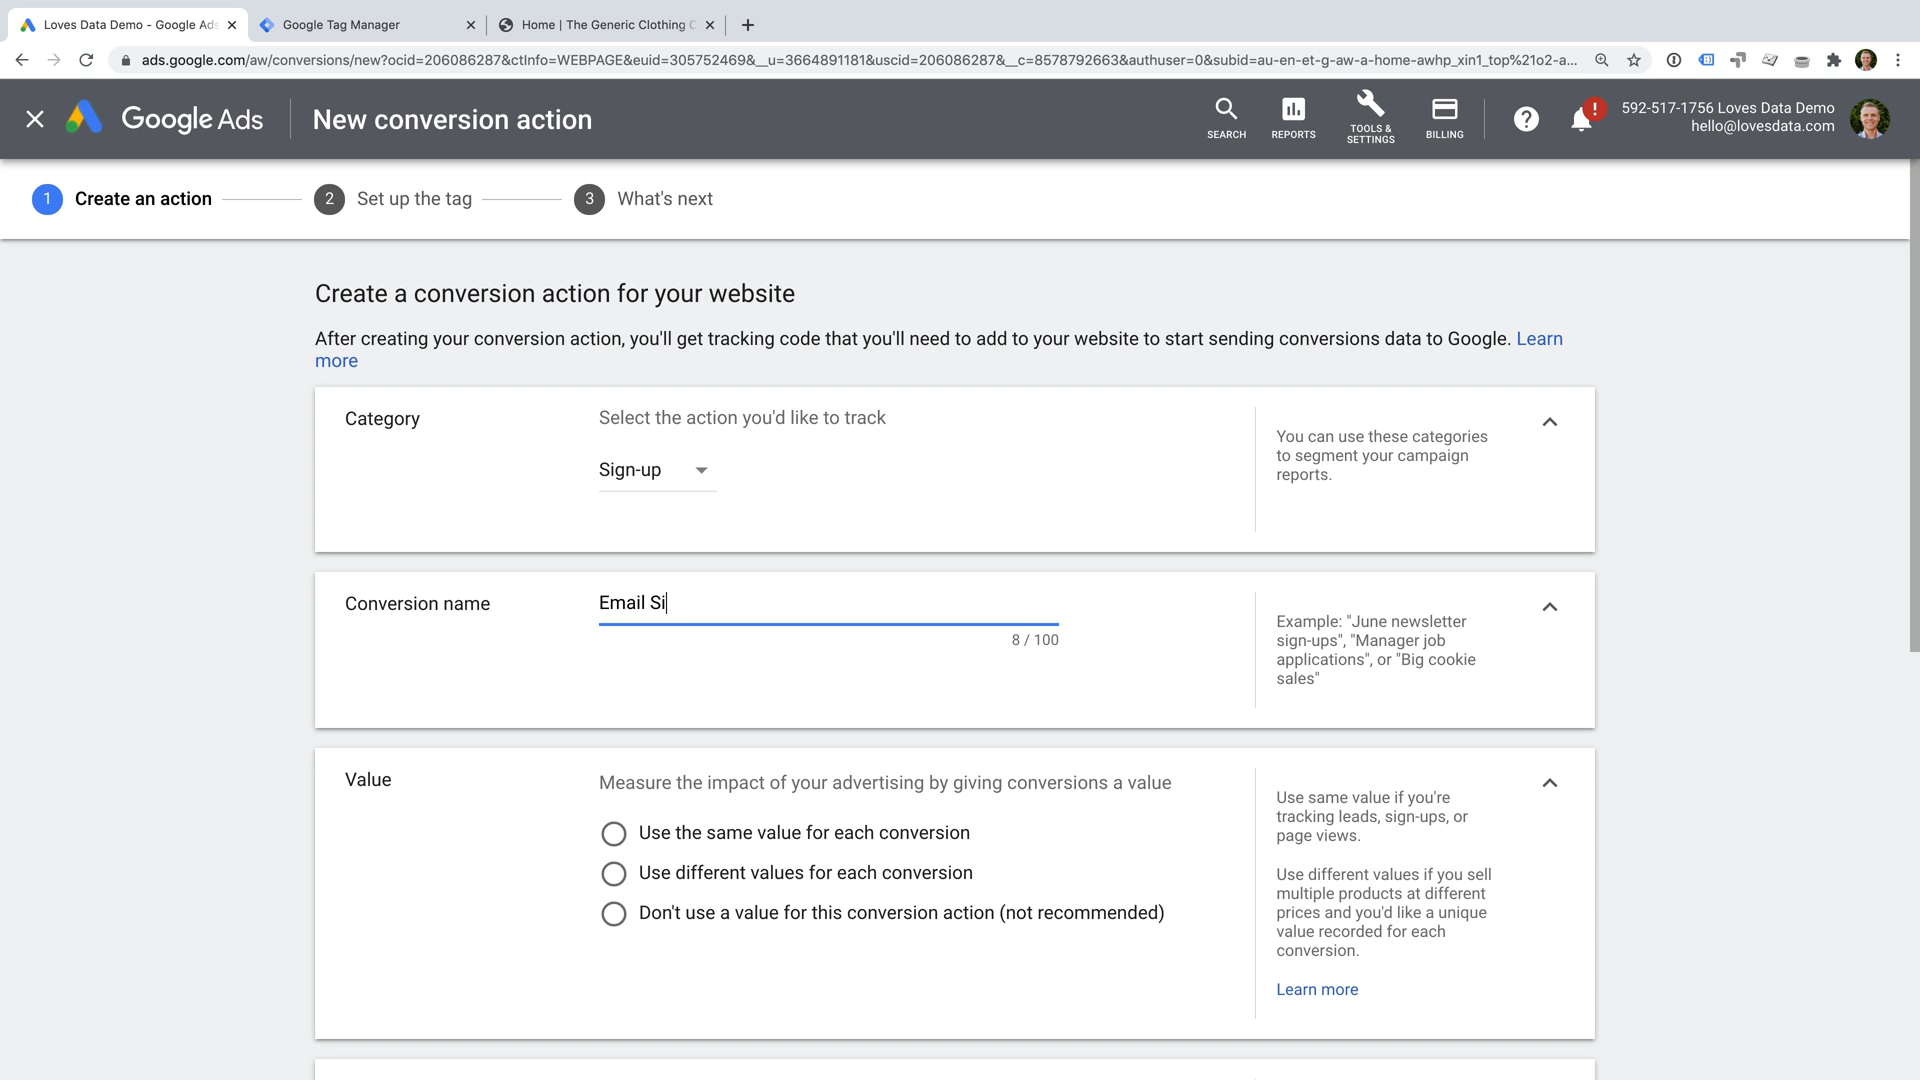 Loves Data Demo - Google Ads
Google Tag Manager
Home | The Generic Clothing C
ads.google.com/aw/conversions/new?ocid=206086287&ctInfo=WEBPAGE&euid=305752469&__u=3664891181&uscid=206086287&__c=8578792663&authuser=0&subid=au-en-et-g-aw-a-home-awhp_xin1_top%21o2-a...
Google Ads
New conversion action
SEARCH
REPORTS
TOOLS &
SETTINGS
BILLING
?
!
592-517-1756 Loves Data Demo
hello@lovesdata.com
1 Create an action
2 Set up the tag
3 What's next
Create a conversion action for your website
After creating your conversion action, you'll get tracking code that you'll need to add to your website to start sending conversions data to Google. Learn
more
Category
Select the action you'd like to track
Sign-up
You can use these categories
to segment your campaign
reports.
Conversion name
Email Si
8 / 100
Example: "June newsletter
sign-ups", "Manager job
applications", or "Big cookie
sales"
Value
Measure the impact of your advertising by giving conversions a value
Use the same value for each conversion
Use different values for each conversion
Don't use a value for this conversion action (not recommended)
Use same value if you're
tracking leads, sign-ups, or
page views.
Use different values if you sell
multiple products at different
prices and you'd like a unique
value recorded for each
conversion.
Learn more